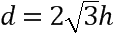 d = 2√3h